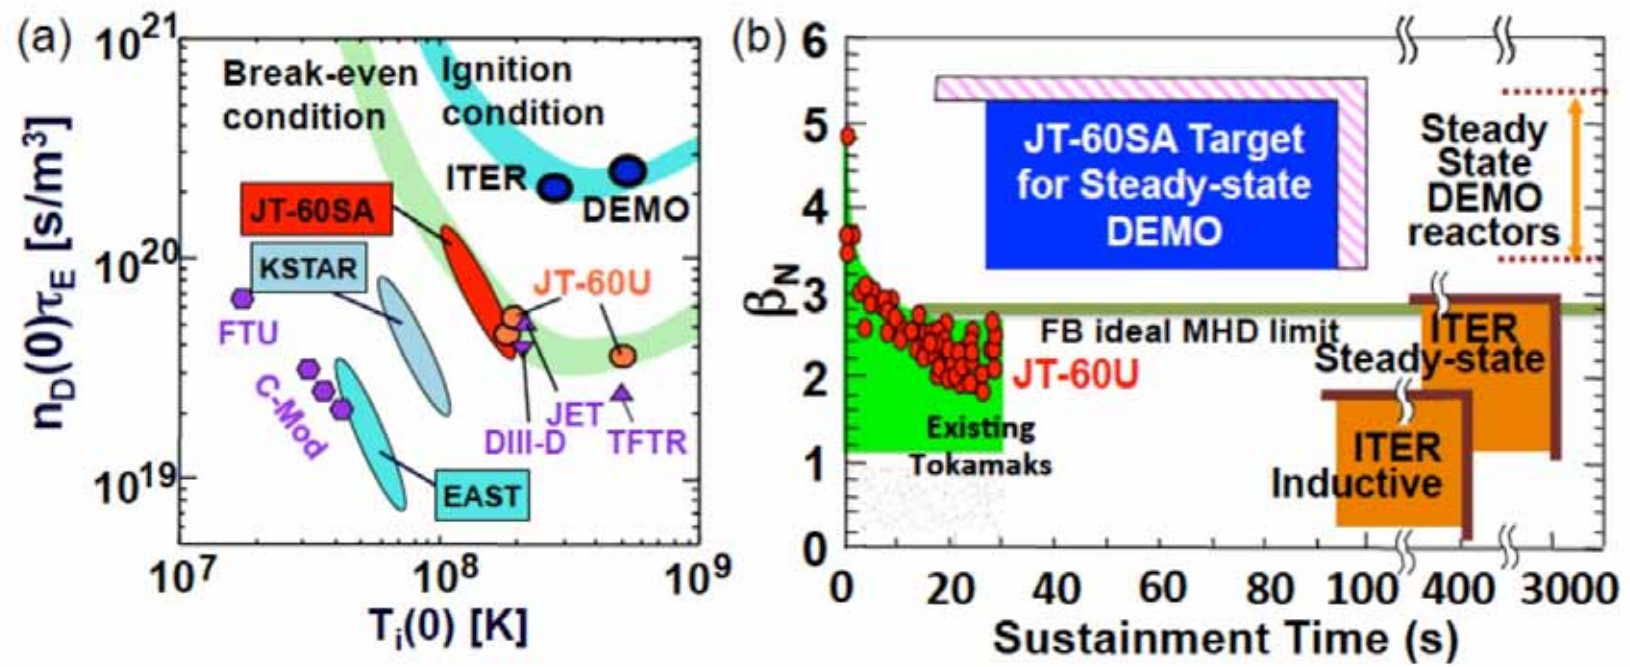 (a)
10²¹
10²⁰
10¹⁹
n_D(0)τ_E [s/m³]
Break-even
condition
Ignition
condition
ITER
DEMO
JT-60SA
KSTAR
JT-60U
FTU
C-Mod
JET
DIII-D
TFTR
EAST
10⁷
10⁸
10⁹
T_i(0) [K]
(b)
6
5
4
3
2
1
0
β_N
JT-60SA Target
for Steady-state
DEMO
Steady
State
DEMO
reactors
FB ideal MHD limit
ITER
Steady-state
JT-60U
Existing
Tokamaks
ITER
Inductive
0 20 40 60 80 100 400 3000
Sustainment Time (s)